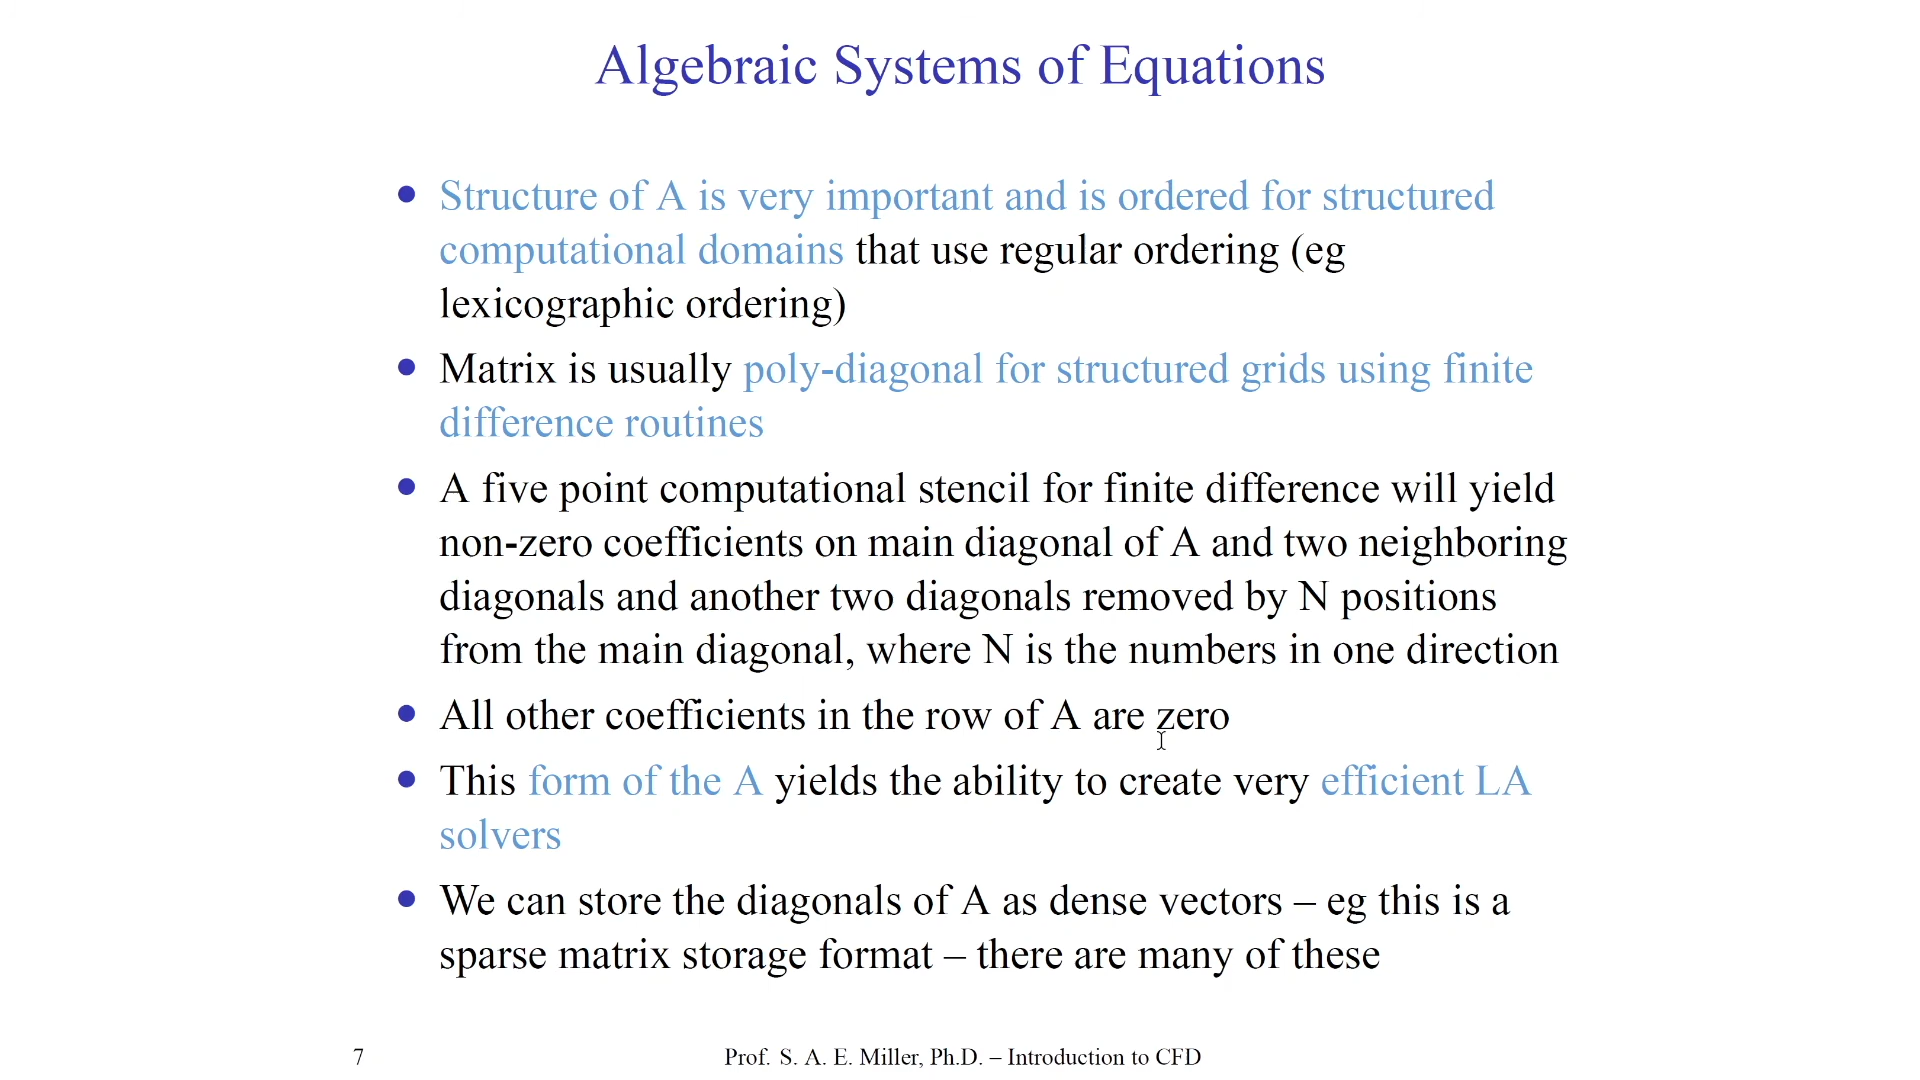 Algebraic Systems of Equations
Structure of A is very important and is ordered for structured
computational domains that use regular ordering (eg
lexicographic ordering)
Matrix is usually poly-diagonal for structured grids using finite
difference routines
A five point computational stencil for finite difference will yield
non-zero coefficients on main diagonal of A and two neighboring
diagonals and another two diagonals removed by N positions
from the main diagonal, where N is the numbers in one direction
All other coefficients in the row of A are zero
This form of the A yields the ability to create very efficient LA
solvers
We can store the diagonals of A as dense vectors – eg this is a
sparse matrix storage format – there are many of these
7 Prof. S. A. E. Miller, Ph.D. – Introduction to CFD